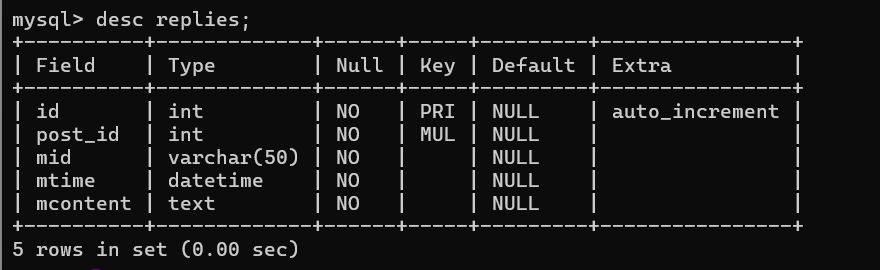 mysql> desc replies;
+----------+-------------+------+-----+---------+----------------+
| Field    | Type        | Null | Key | Default | Extra          |
+----------+-------------+------+-----+---------+----------------+
| id       | int         | NO   | PRI | NULL    | auto_increment |
| post_id  | int         | NO   | MUL | NULL    |                |
| mid      | varchar(50) | NO   |     | NULL    |                |
| mtime    | datetime    | NO   |     | NULL    |                |
| mcontent | text        | NO   |     | NULL    |                |
+----------+-------------+------+-----+---------+----------------+
5 rows in set (0.00 sec)